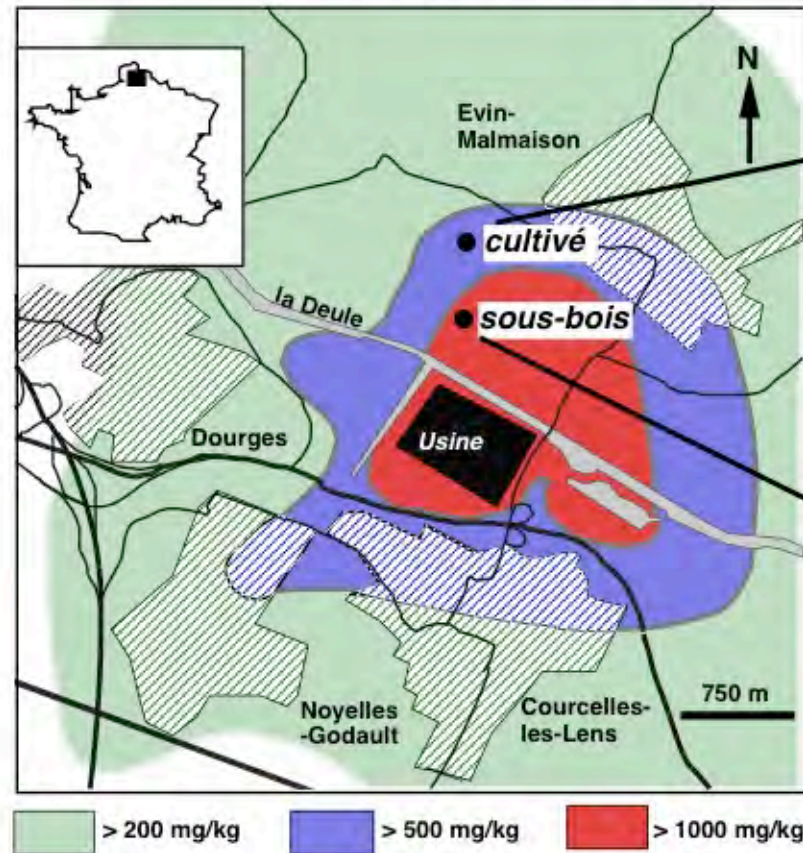 N
Evin-
Malmaison
cultivé
la Deule
sous-bois
Dourges
Usine
Noyelles
-Godault
Courcelles-
les-Lens
750 m
> 200 mg/kg
> 500 mg/kg
> 1000 mg/kg